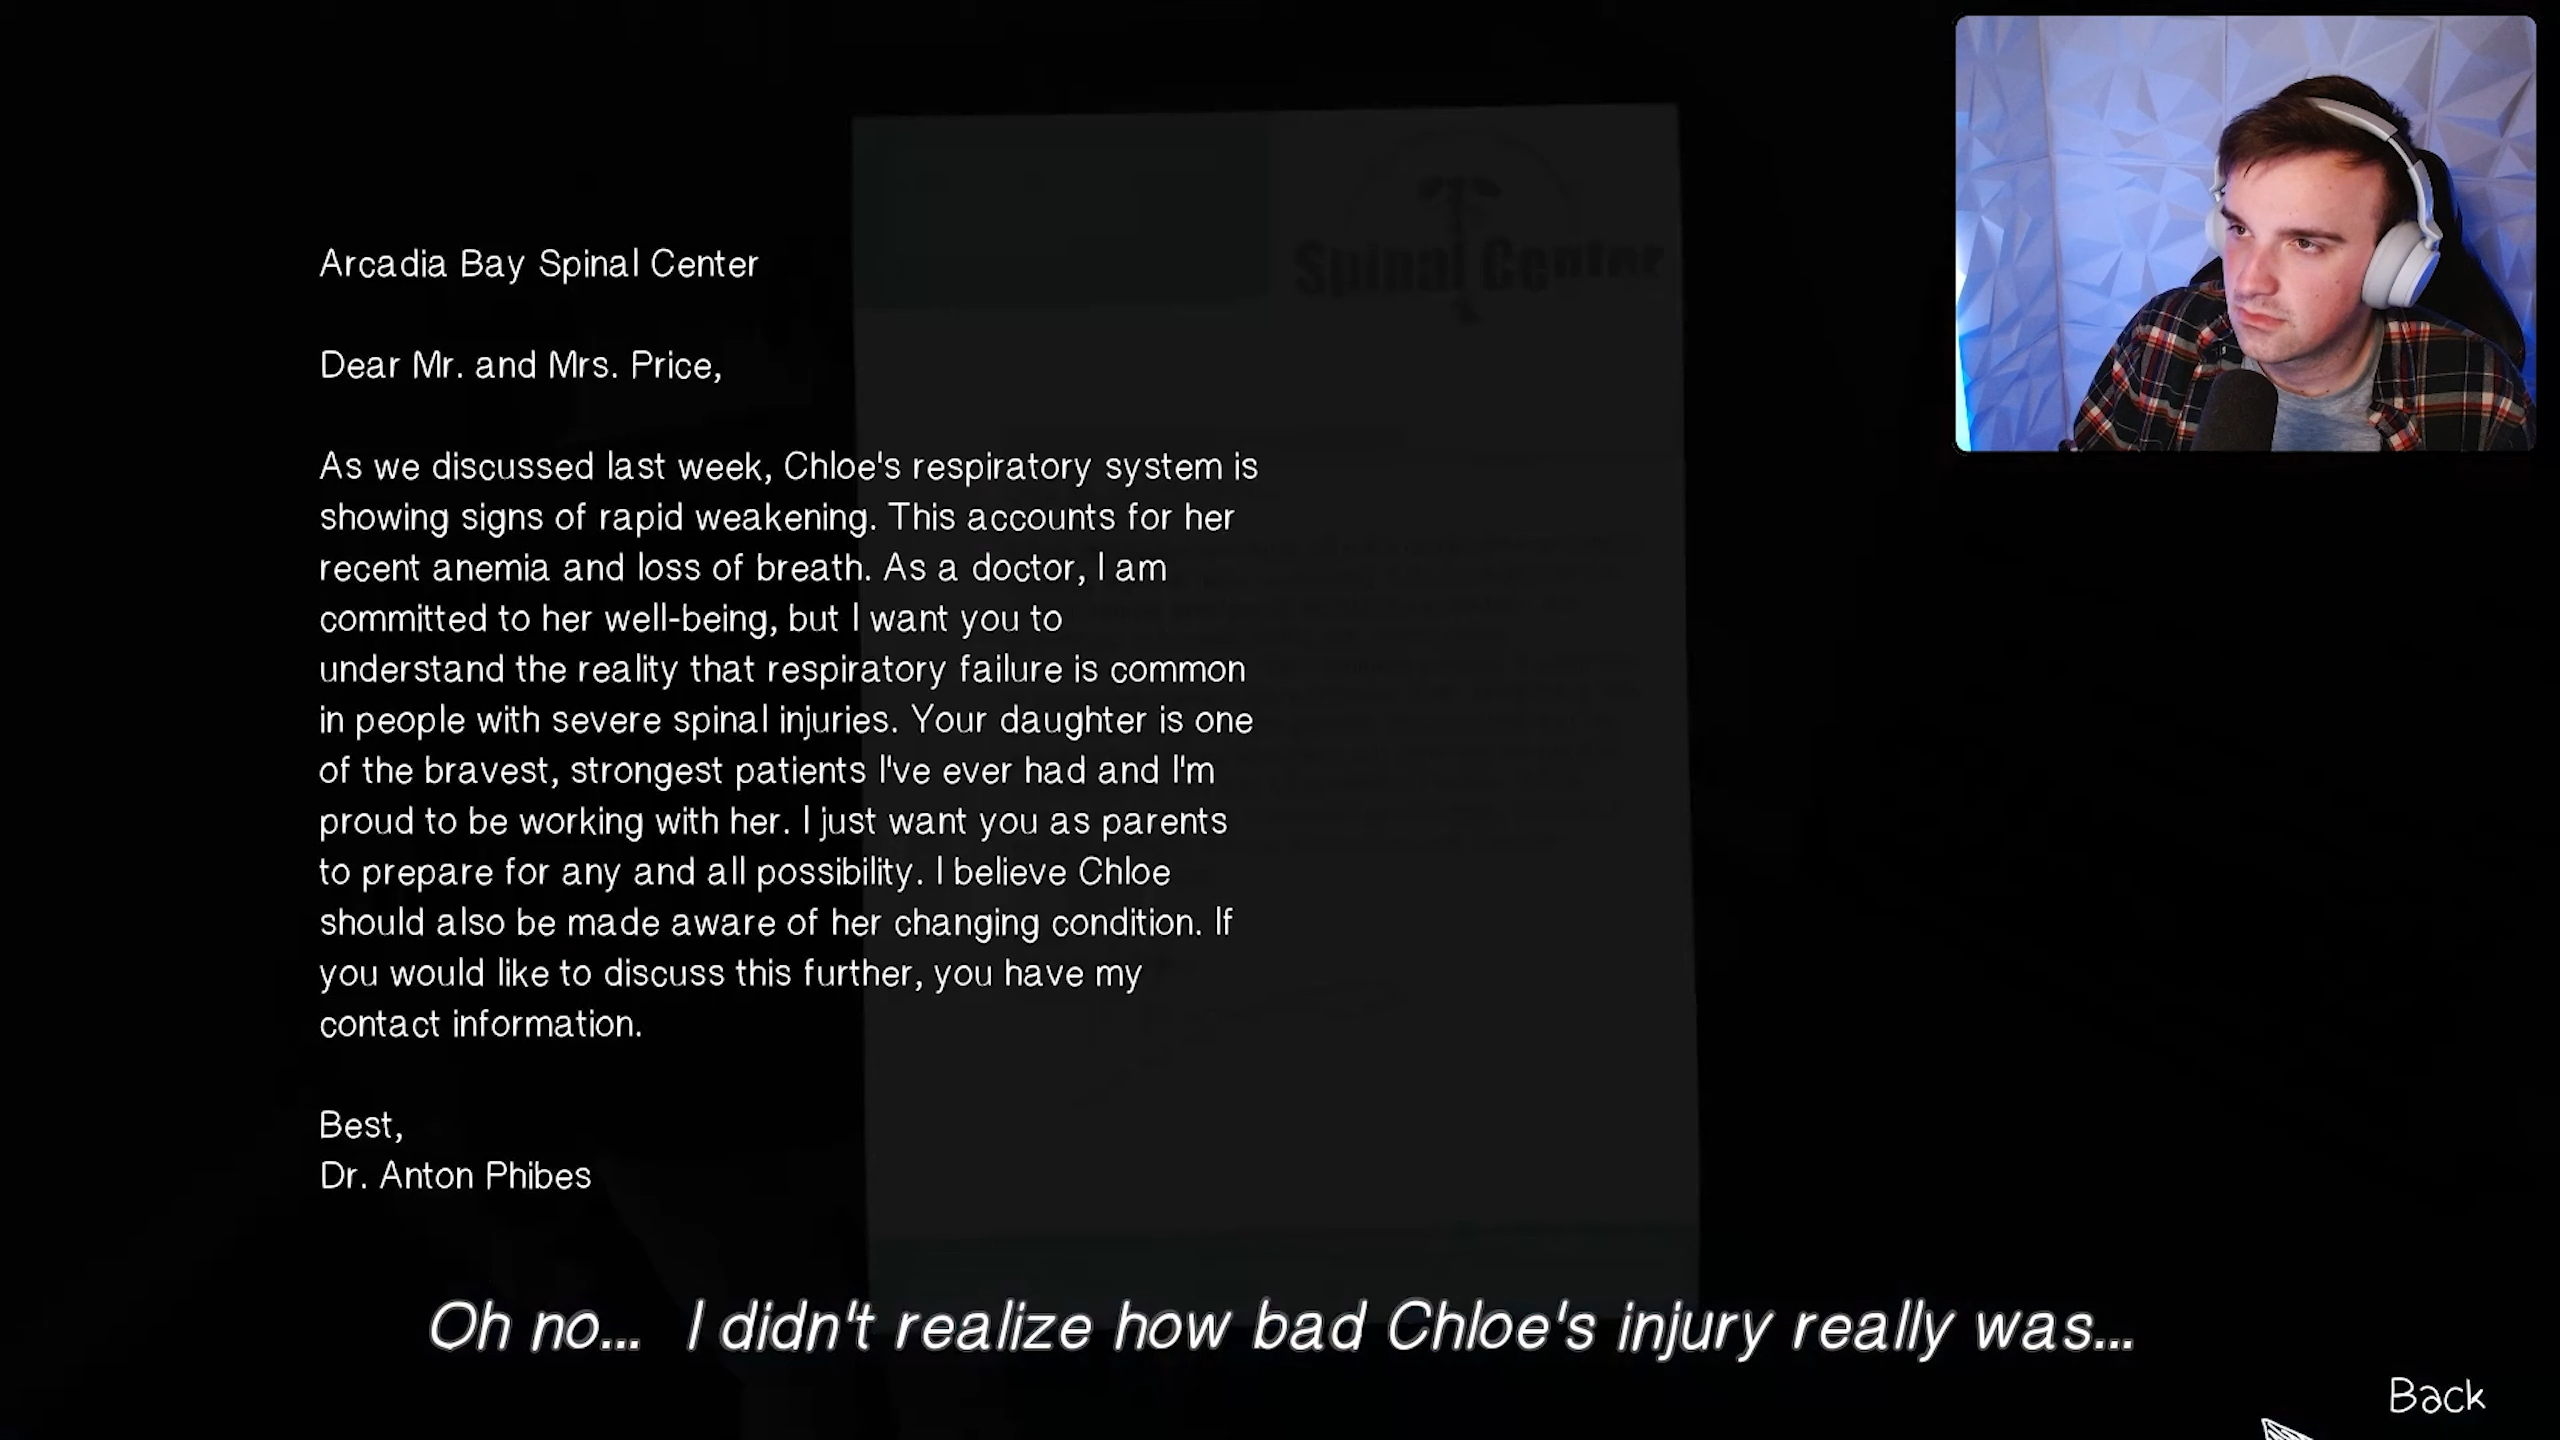 Spinal Center
Arcadia Bay Spinal Center
Dear Mr. and Mrs. Price,
As we discussed last week, Chloe's respiratory system is
showing signs of rapid weakening. This accounts for her
recent anemia and loss of breath. As a doctor, I am
committed to her well-being, but I want you to
understand the reality that respiratory failure is common
in people with severe spinal injuries. Your daughter is one
of the bravest, strongest patients I've ever had and I'm
proud to be working with her. I just want you as parents
to prepare for any and all possibility. I believe Chloe
should also be made aware of her changing condition. If
you would like to discuss this further, you have my
contact information.
Best,
Dr. Anton Phibes
Oh no... I didn't realize how bad Chloe's injury really was...
Back